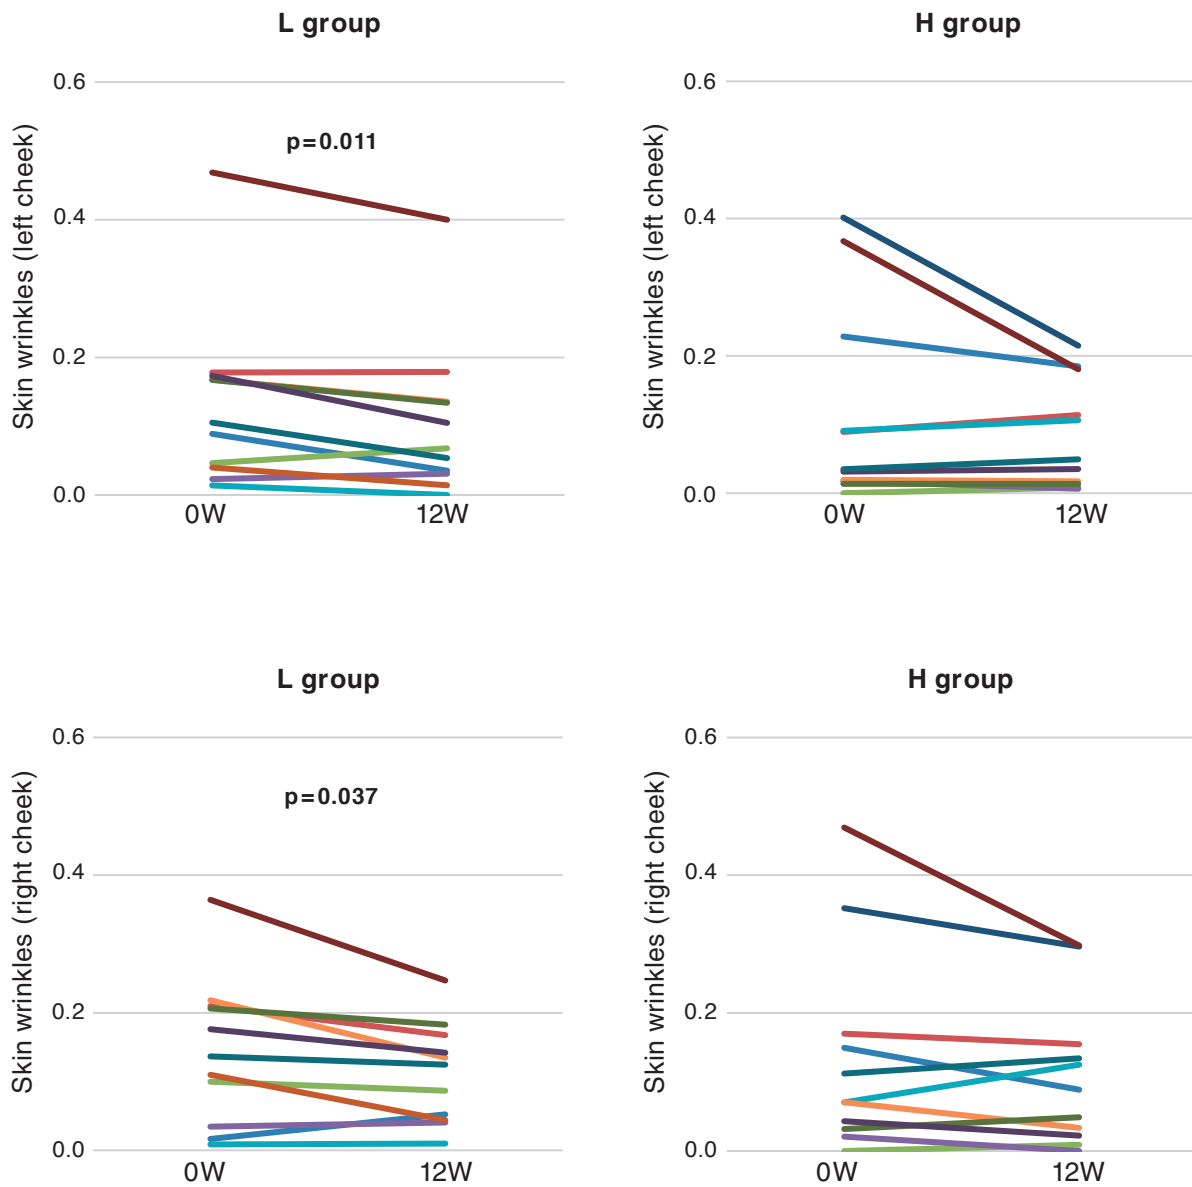 L group
H group
Skin wrinkles (left cheek)
0.6
0.4
0.2
0.0
p=0.011
0W
12W
Skin wrinkles (left cheek)
0.6
0.4
0.2
0.0
0W
12W
L group
H group
Skin wrinkles (right cheek)
0.6
0.4
0.2
0.0
p=0.037
0W
12W
Skin wrinkles (right cheek)
0.6
0.4
0.2
0.0
0W
12W